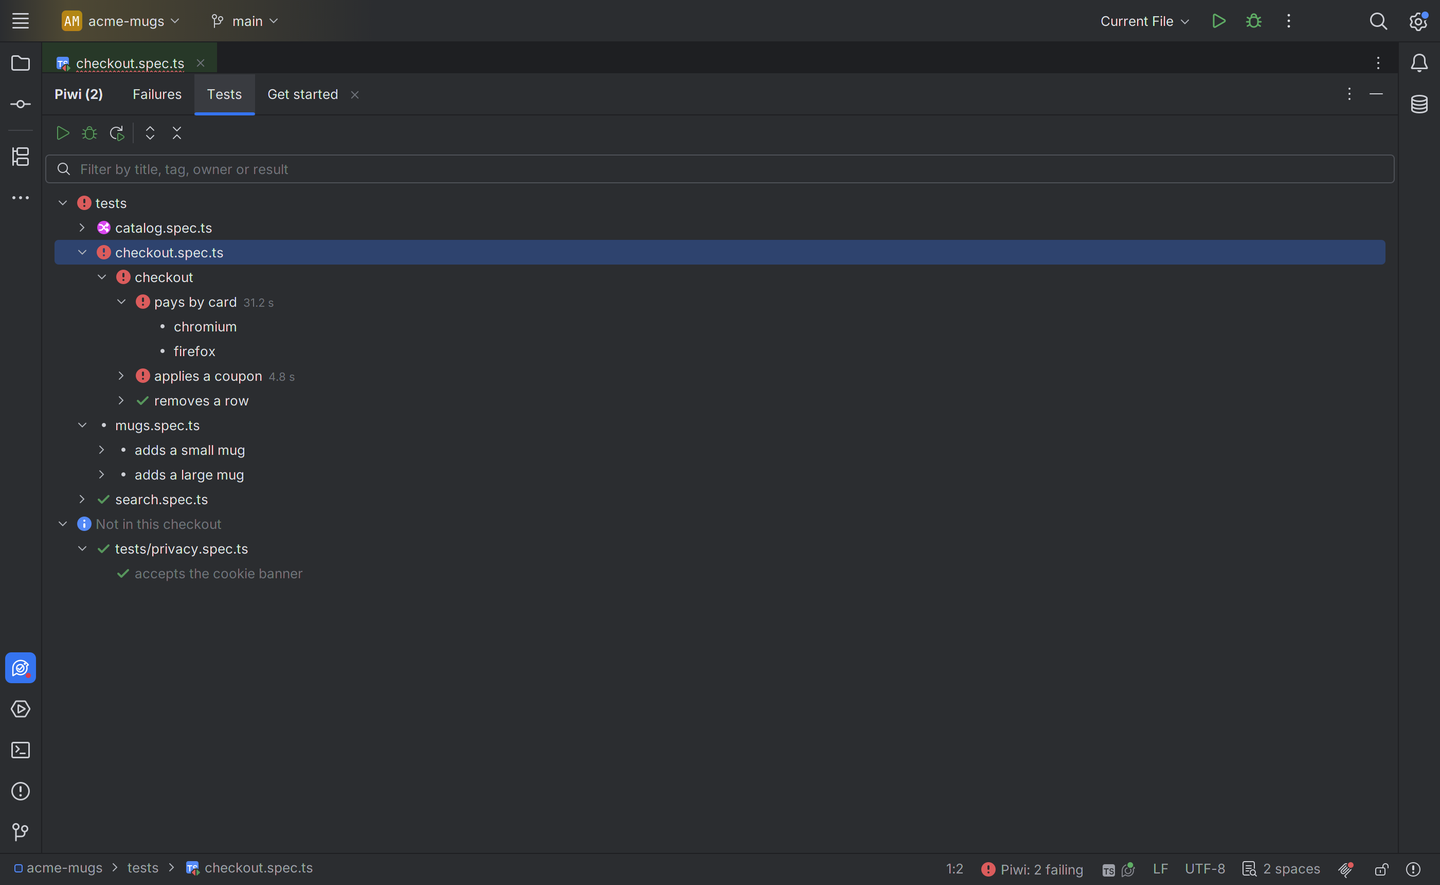 AM acme-mugs main Current File
checkout.spec.ts
Piwi (2) Failures Tests Get started
Filter by title, tag, owner or result
tests
catalog.spec.ts
checkout.spec.ts
checkout
pays by card 31.2 s
chromium
firefox
applies a coupon 4.8 s
removes a row
mugs.spec.ts
adds a small mug
adds a large mug
search.spec.ts
Not in this checkout
tests/privacy.spec.ts
accepts the cookie banner
acme-mugs tests checkout.spec.ts 1:2 Piwi: 2 failing TS LF UTF-8 2 spaces